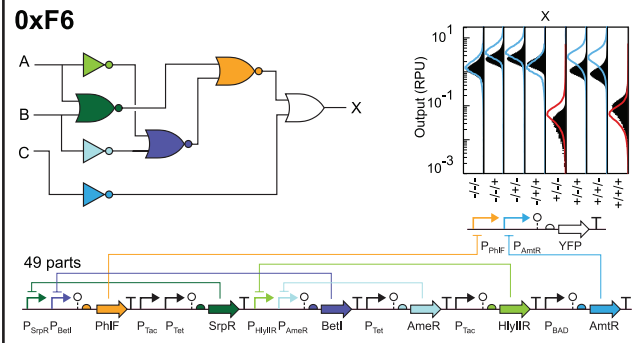 0xF6
A
B
C
X
X
Output (RPU)
10¹
10⁻¹
10⁻³
-/-/- -/-/+ -/+/- -/+/+ +/-/- +/-/+ +/+/- +/+/+
P_PhlF P_AmtR YFP
49 parts
P_SrpR P_BetI PhlF P_Tac P_Tet SrpR P_HlyIIR P_AmeR BetI P_Tet AmeR P_Tac HlyIIR P_BAD AmtR